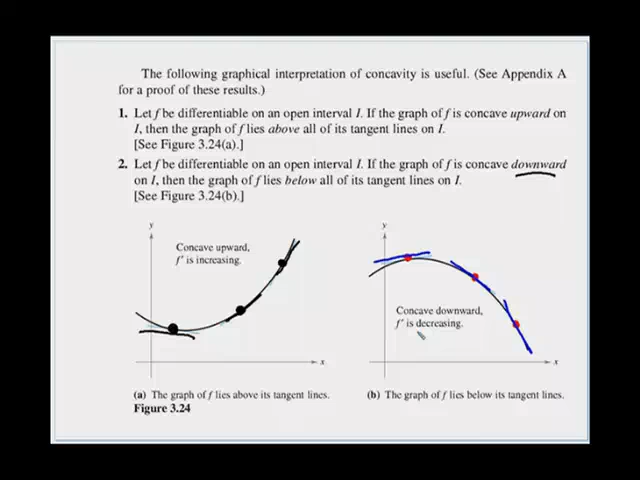 The following graphical interpretation of concavity is useful. (See Appendix A
for a proof of these results.)
1. Let f be differentiable on an open interval I. If the graph of f is concave upward on
I, then the graph of f lies above all of its tangent lines on I.
[See Figure 3.24(a).]
2. Let f be differentiable on an open interval I. If the graph of f is concave downward
on I, then the graph of f lies below all of its tangent lines on I.
[See Figure 3.24(b).]
y
Concave upward,
f' is increasing.
x
y
Concave downward,
f' is decreasing.
x
(a) The graph of f lies above its tangent lines.
Figure 3.24
(b) The graph of f lies below its tangent lines.